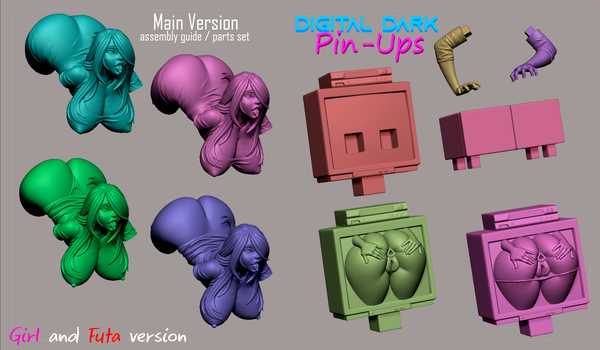 Main Version
assembly guide / parts set
DIGITAL DARK
Pin-Ups
Girl and Futa version